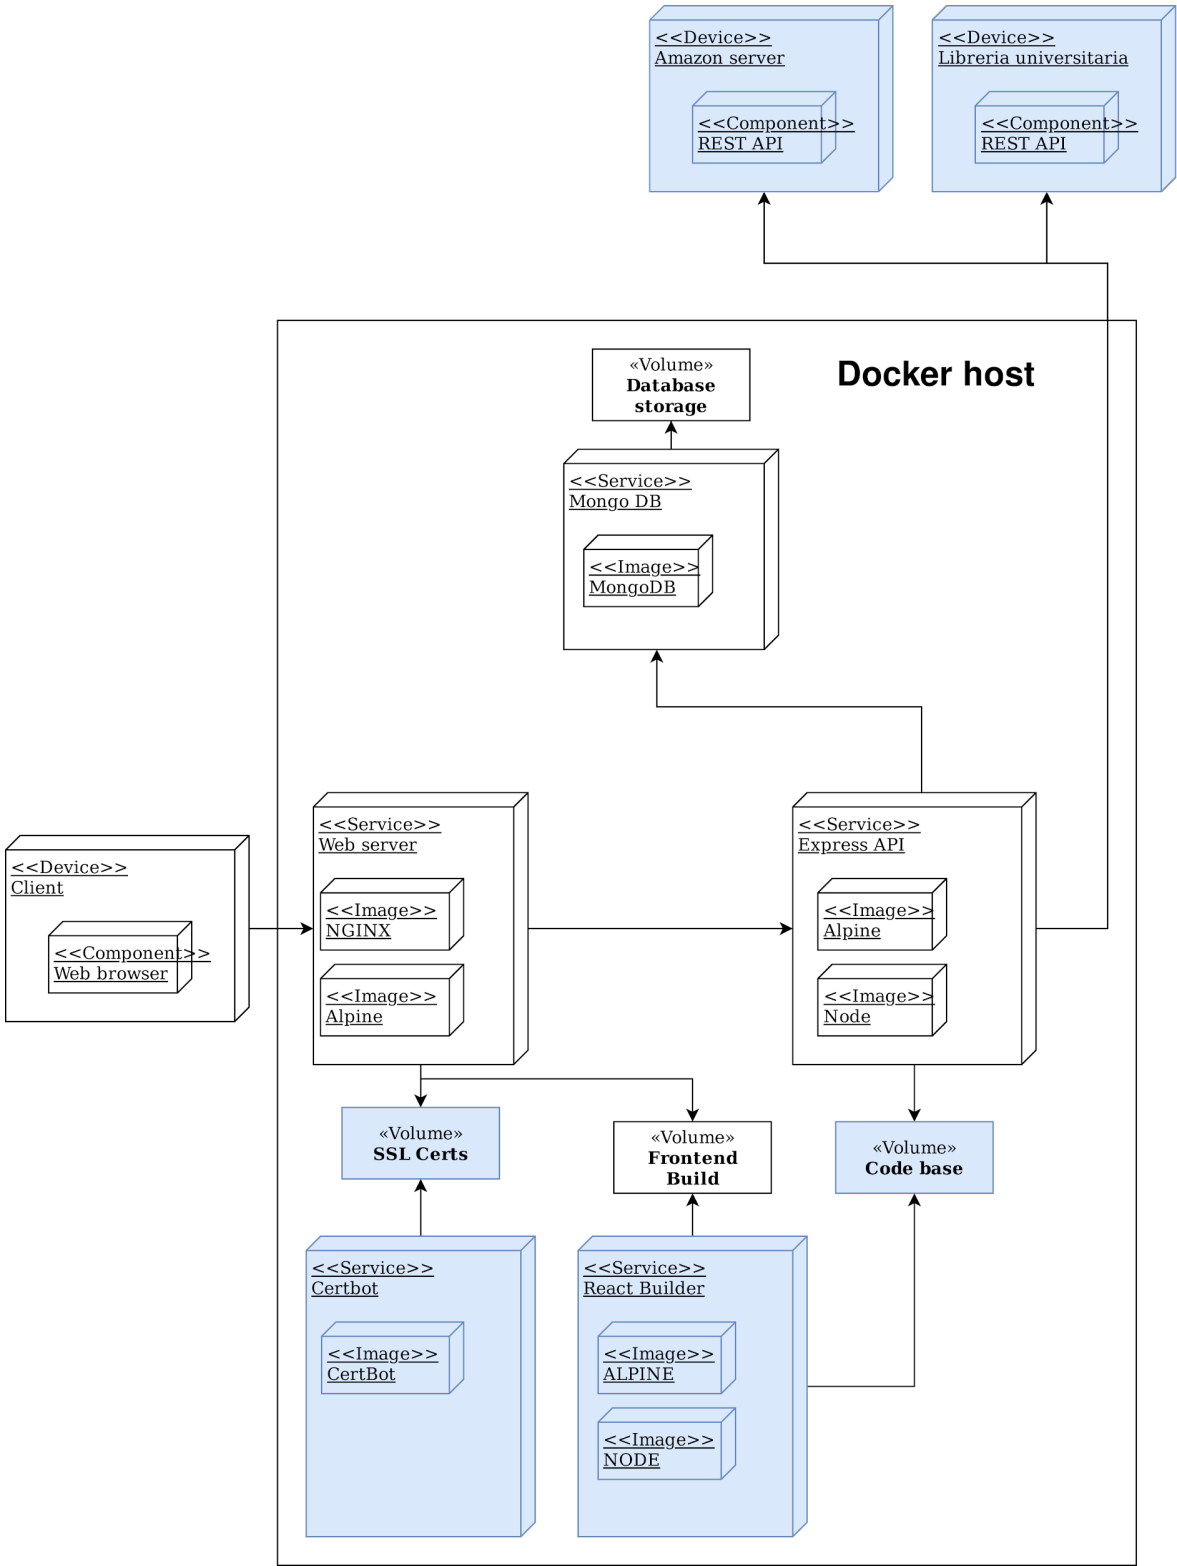 <<Device>>
Amazon server
<<Component>>
REST API
<<Device>>
Libreria universitaria
<<Component>>
REST API
Docker host
«Volume»
Database
storage
<<Service>>
Mongo DB
<<Image>>
MongoDB
<<Device>>
Client
<<Component>>
Web browser
<<Service>>
Web server
<<Image>>
NGINX
<<Image>>
Alpine
<<Service>>
Express API
<<Image>>
Alpine
<<Image>>
Node
«Volume»
SSL Certs
«Volume»
Frontend
Build
«Volume»
Code base
<<Service>>
Certbot
<<Image>>
CertBot
<<Service>>
React Builder
<<Image>>
ALPINE
<<Image>>
NODE